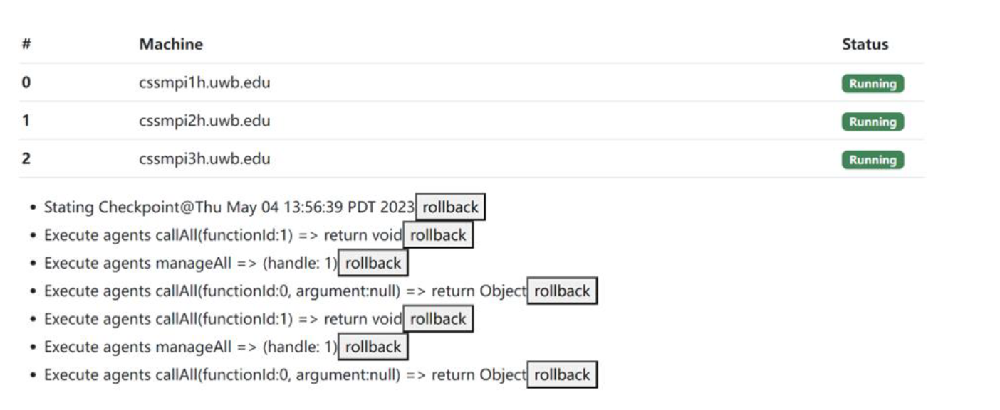 # Machine Status
0 cssmpi1h.uwb.edu Running
1 cssmpi2h.uwb.edu Running
2 cssmpi3h.uwb.edu Running
• Stating Checkpoint@Thu May 04 13:56:39 PDT 2023 rollback
• Execute agents callAll(functionId:1) => return void rollback
• Execute agents manageAll => (handle: 1) rollback
• Execute agents callAll(functionId:0, argument:null) => return Object rollback
• Execute agents callAll(functionId:1) => return void rollback
• Execute agents manageAll => (handle: 1) rollback
• Execute agents callAll(functionId:0, argument:null) => return Object rollback